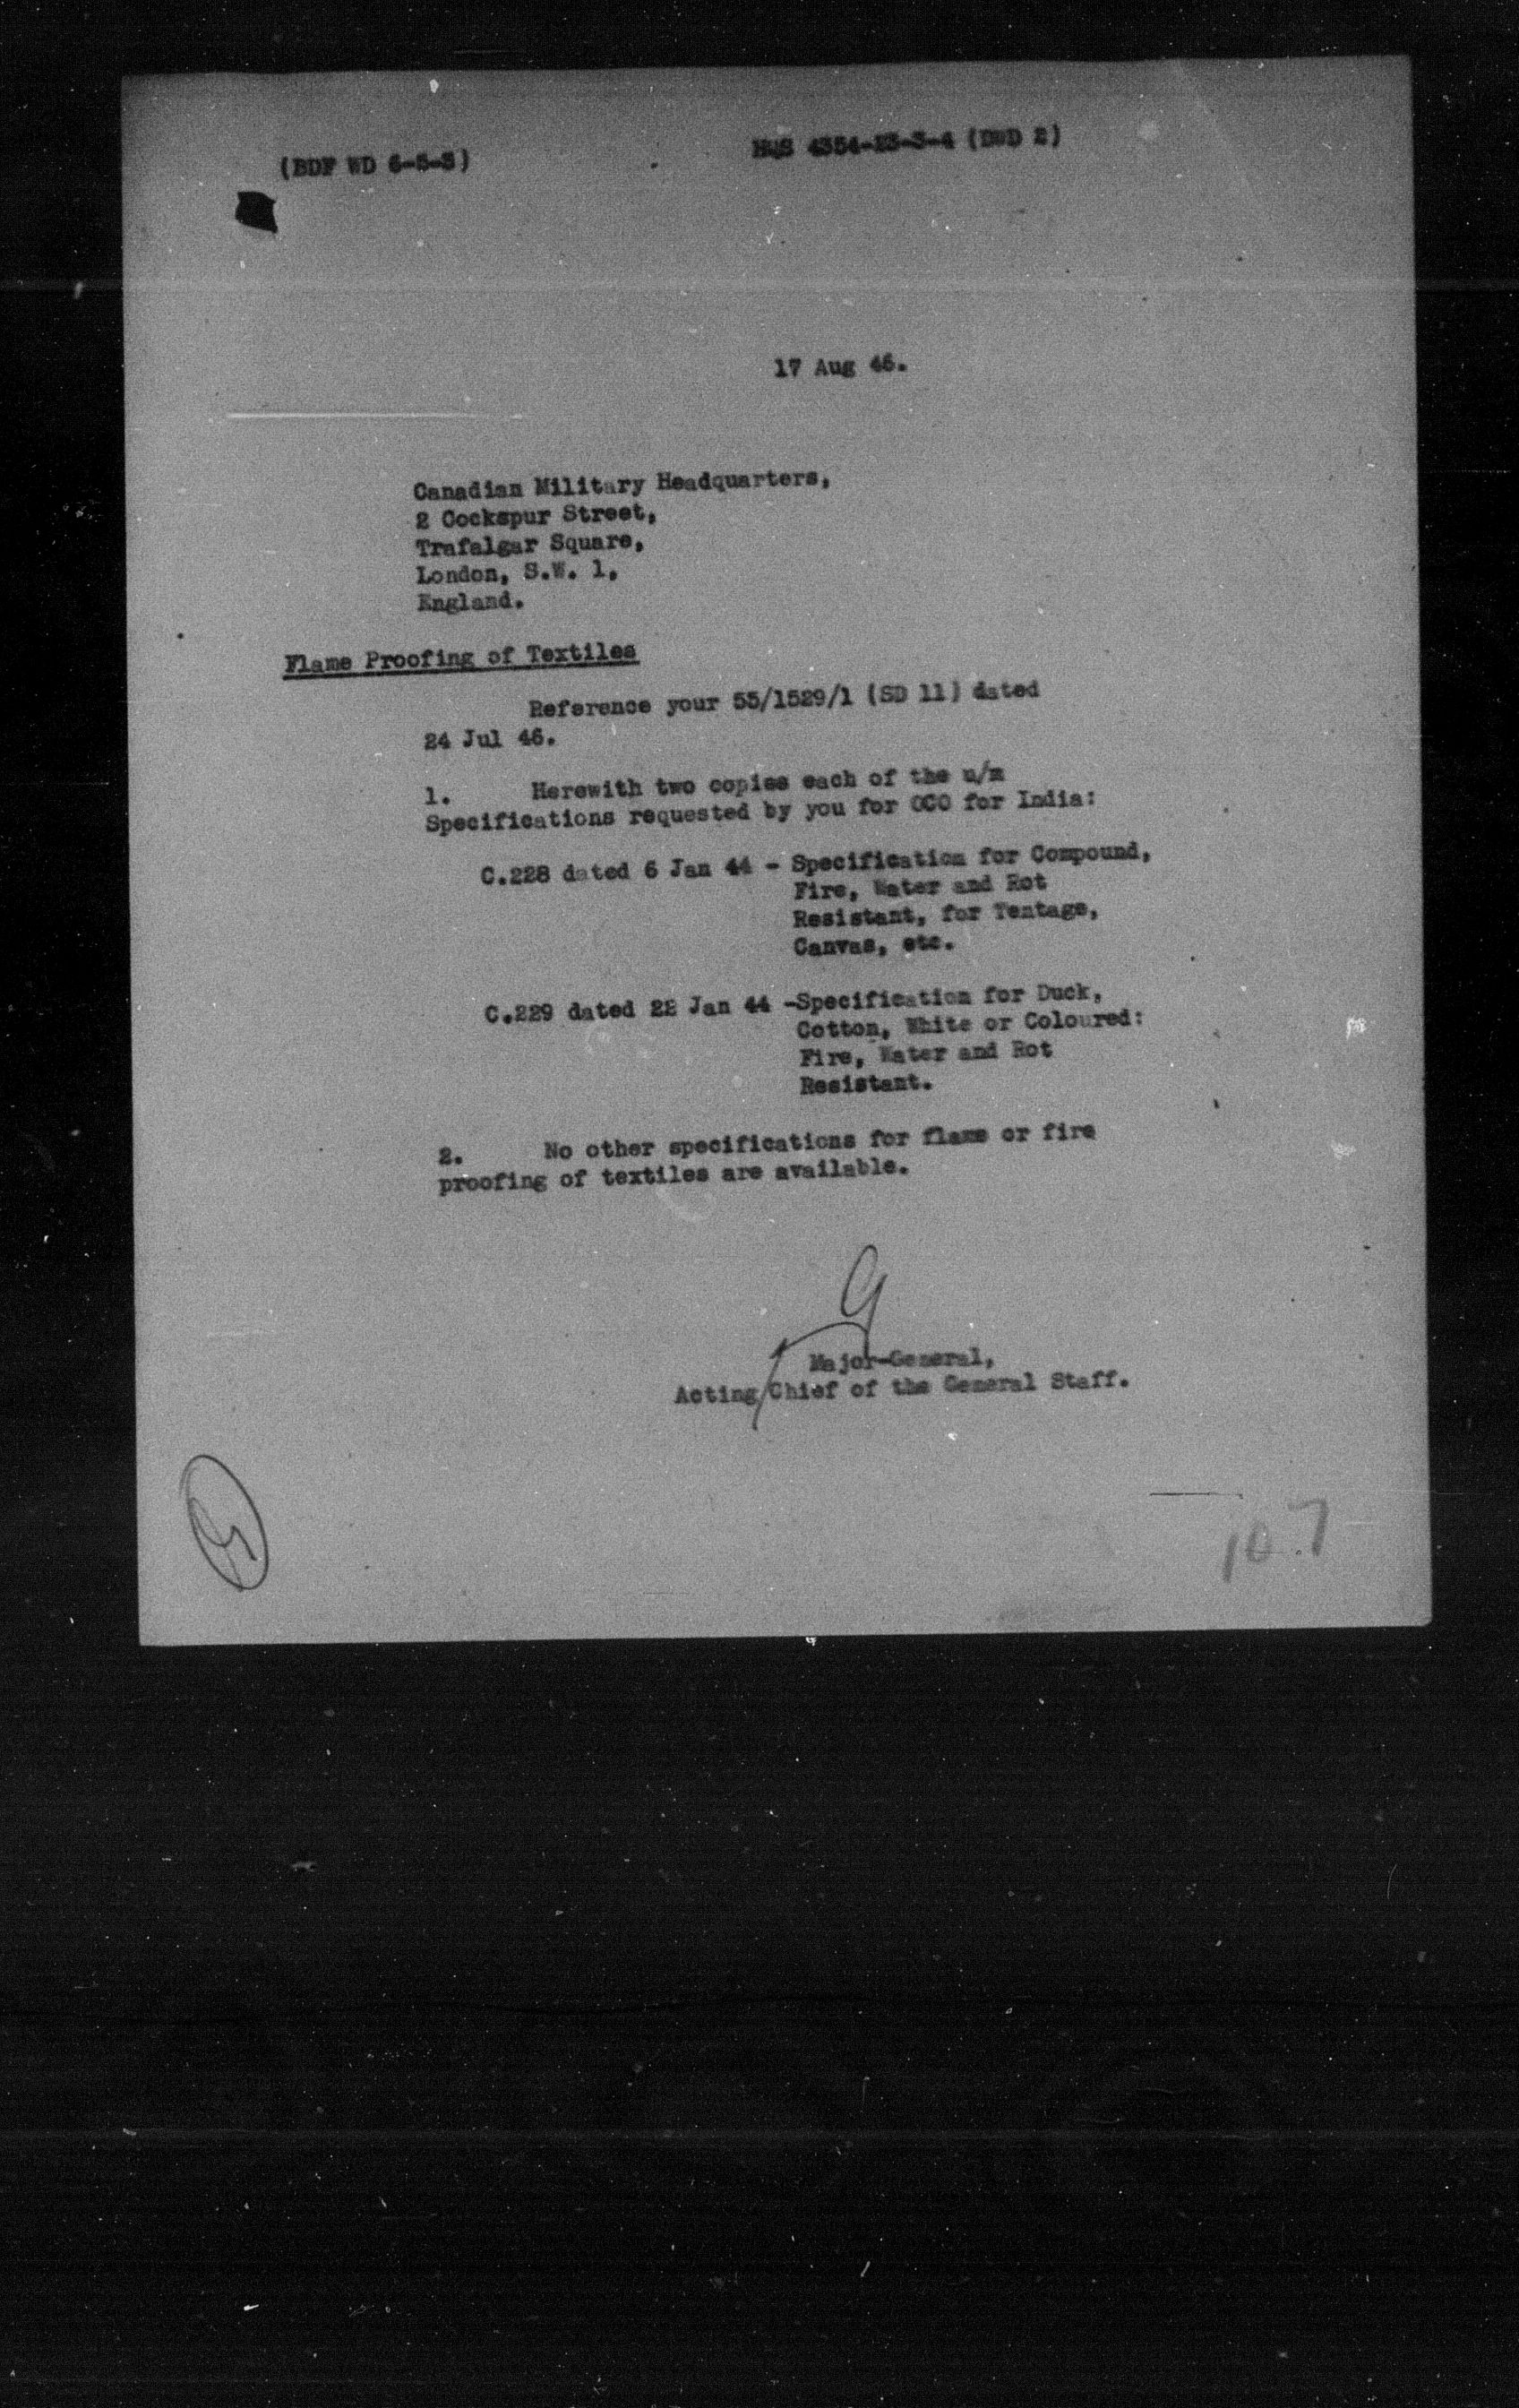 (BDF WD 6-5-3)
HQS 4354-23-3-4 (DWD 2)
17 Aug 46.
Canadian Military Headquarters,
2 Cockspur Street,
Trafalgar Square,
London, S.W. 1,
England.
Flame Proofing of Textiles
Reference your 55/1529/1 (SD 11) dated
24 Jul 46.
1. Herewith two copies each of the u/m
Specifications requested by you for OCO for India:
C.228 dated 6 Jan 44 - Specification for Compound,
Fire, Water and Rot
Resistant, for Tentage,
Canvas, etc.
C.229 dated 22 Jan 44 -Specification for Duck,
Cotton, White or Coloured:
Fire, Water and Rot
Resistant.
2. No other specifications for flame or fire
proofing of textiles are available.
Major-General,
Acting/Chief of the General Staff.
107